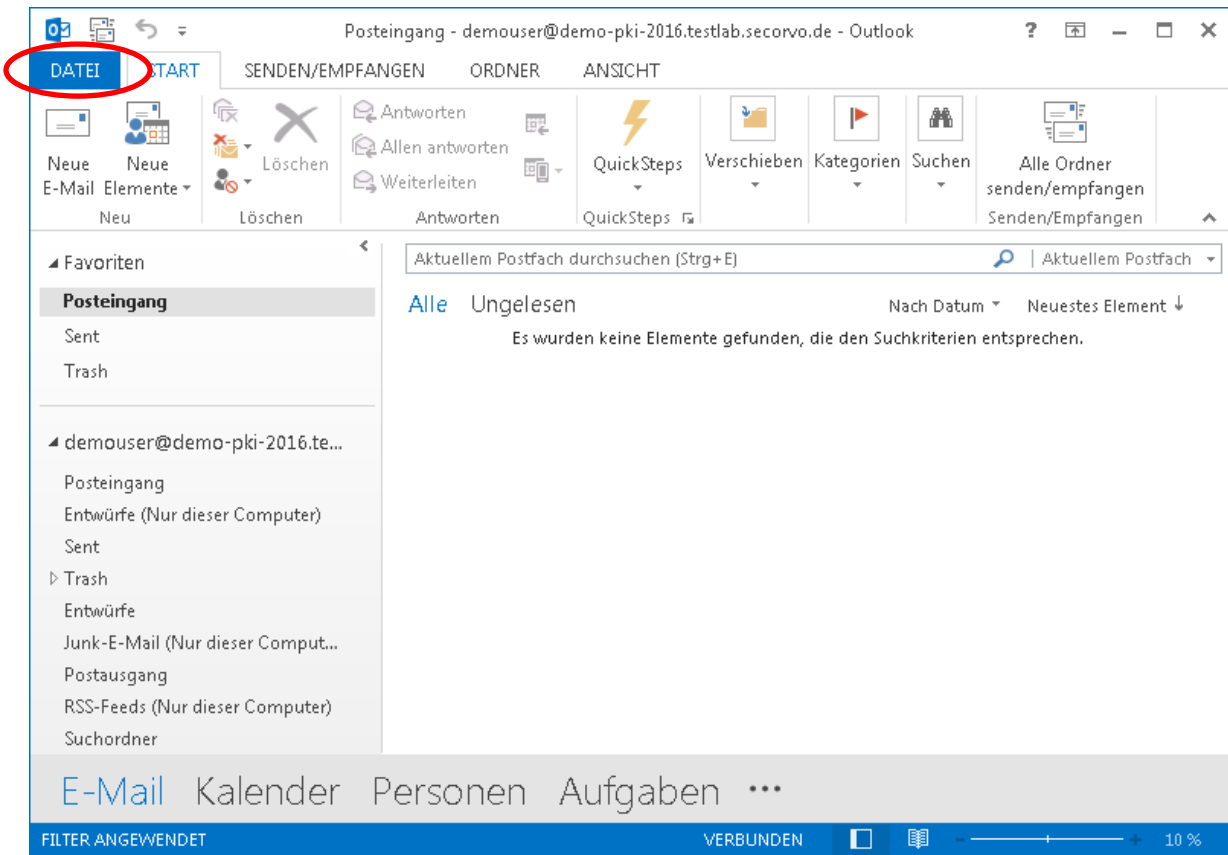 Posteingang - demouser@demo-pki-2016.testlab.secorvo.de - Outlook
DATEI START SENDEN/EMPFANGEN ORDNER ANSICHT
Neue E-Mail
Neue Elemente
Neu
Löschen
Löschen
Antworten
Allen antworten
Weiterleiten
Antworten
QuickSteps
QuickSteps
Verschieben
Kategorien
Suchen
Alle Ordner
senden/empfangen
Senden/Empfangen
Favoriten
Posteingang
Sent
Trash
demouser@demo-pki-2016.te...
Posteingang
Entwürfe (Nur dieser Computer)
Sent
Trash
Entwürfe
Junk-E-Mail (Nur dieser Comput...
Postausgang
RSS-Feeds (Nur dieser Computer)
Suchordner
Aktuellem Postfach durchsuchen (Strg+E) Aktuellem Postfach
Alle Ungelesen Nach Datum Neuestes Element
Es wurden keine Elemente gefunden, die den Suchkriterien entsprechen.
E-Mail Kalender Personen Aufgaben ...
FILTER ANGEWENDET VERBUNDEN 10 %